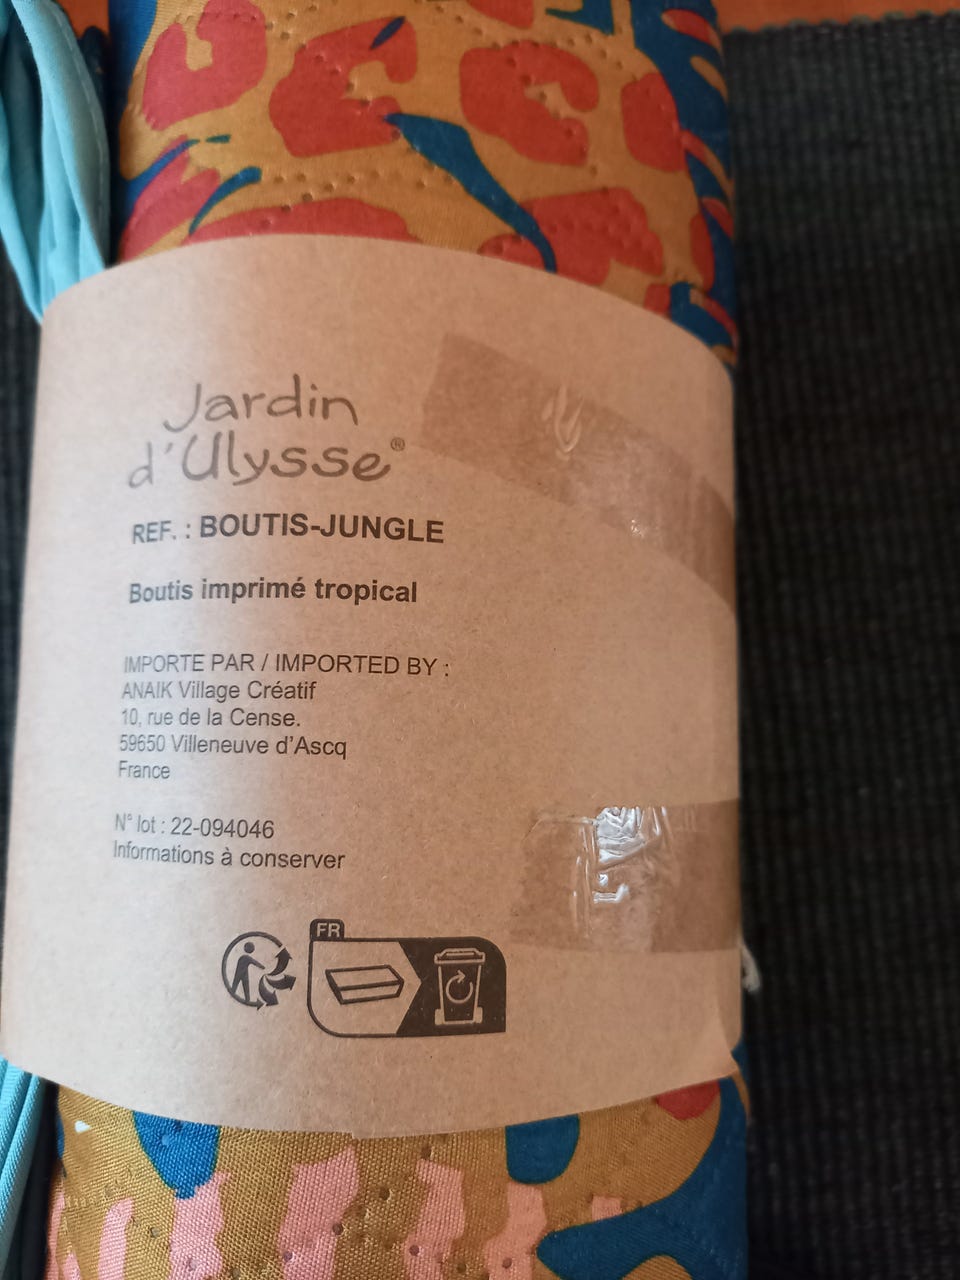 Jardin
d'Ulysse®
REF. : BOUTIS-JUNGLE
Boutis imprimé tropical
IMPORTE PAR / IMPORTED BY :
ANAIK Village Créatif
10, rue de la Cense.
59650 Villeneuve d'Ascq
France
N° lot : 22-094046
Informations à conserver
FR